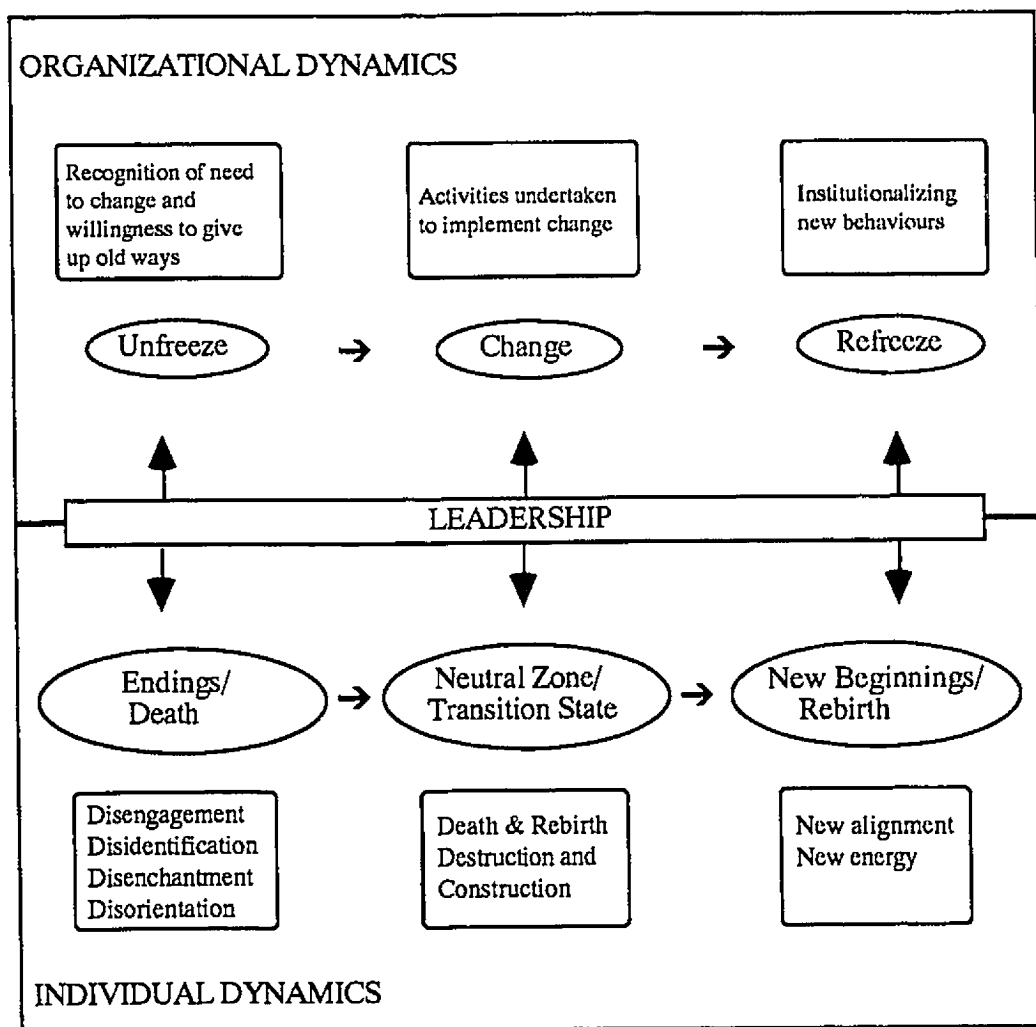 ORGANIZATIONAL DYNAMICS
Recognition of need
to change and
willingness to give
up old ways
Activities undertaken
to implement change
Institutionalizing
new behaviours
Unfreeze → Change → Refreeze
LEADERSHIP
Endings/
Death
→
Neutral Zone/
Transition State
→
New Beginnings/
Rebirth
Disengagement
Disidentification
Disenchantment
Disorientation
Death & Rebirth
Destruction and
Construction
New alignment
New energy
INDIVIDUAL DYNAMICS